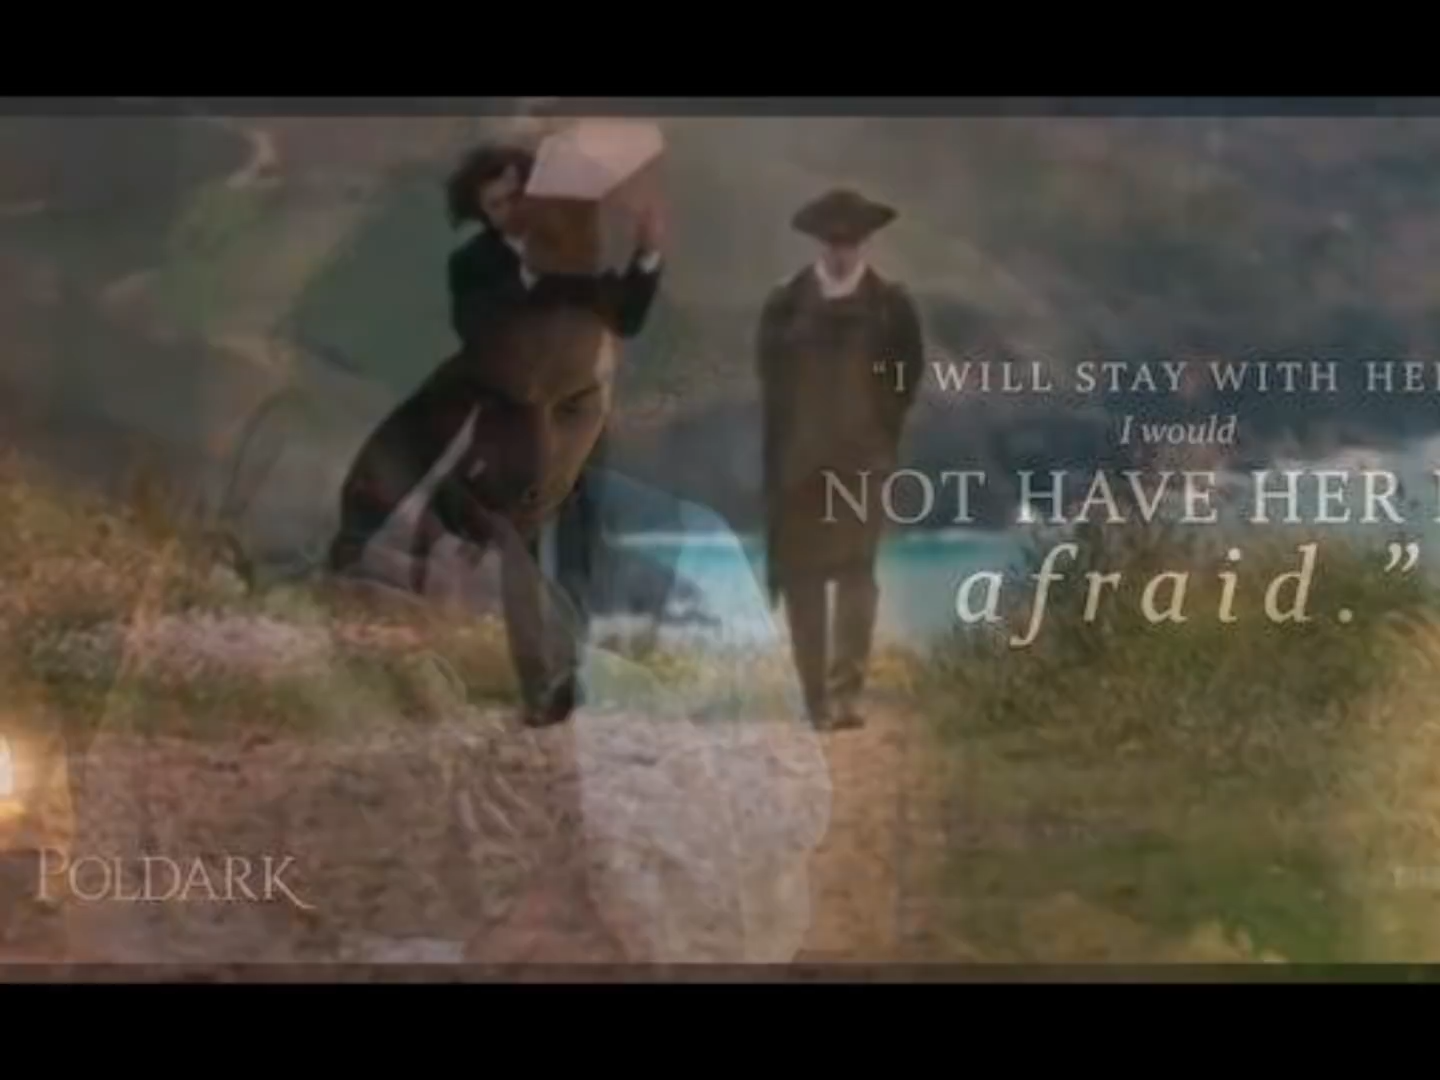 “I WILL STAY WITH HE
I would
NOT HAVE HER
afraid.”
POLDARK